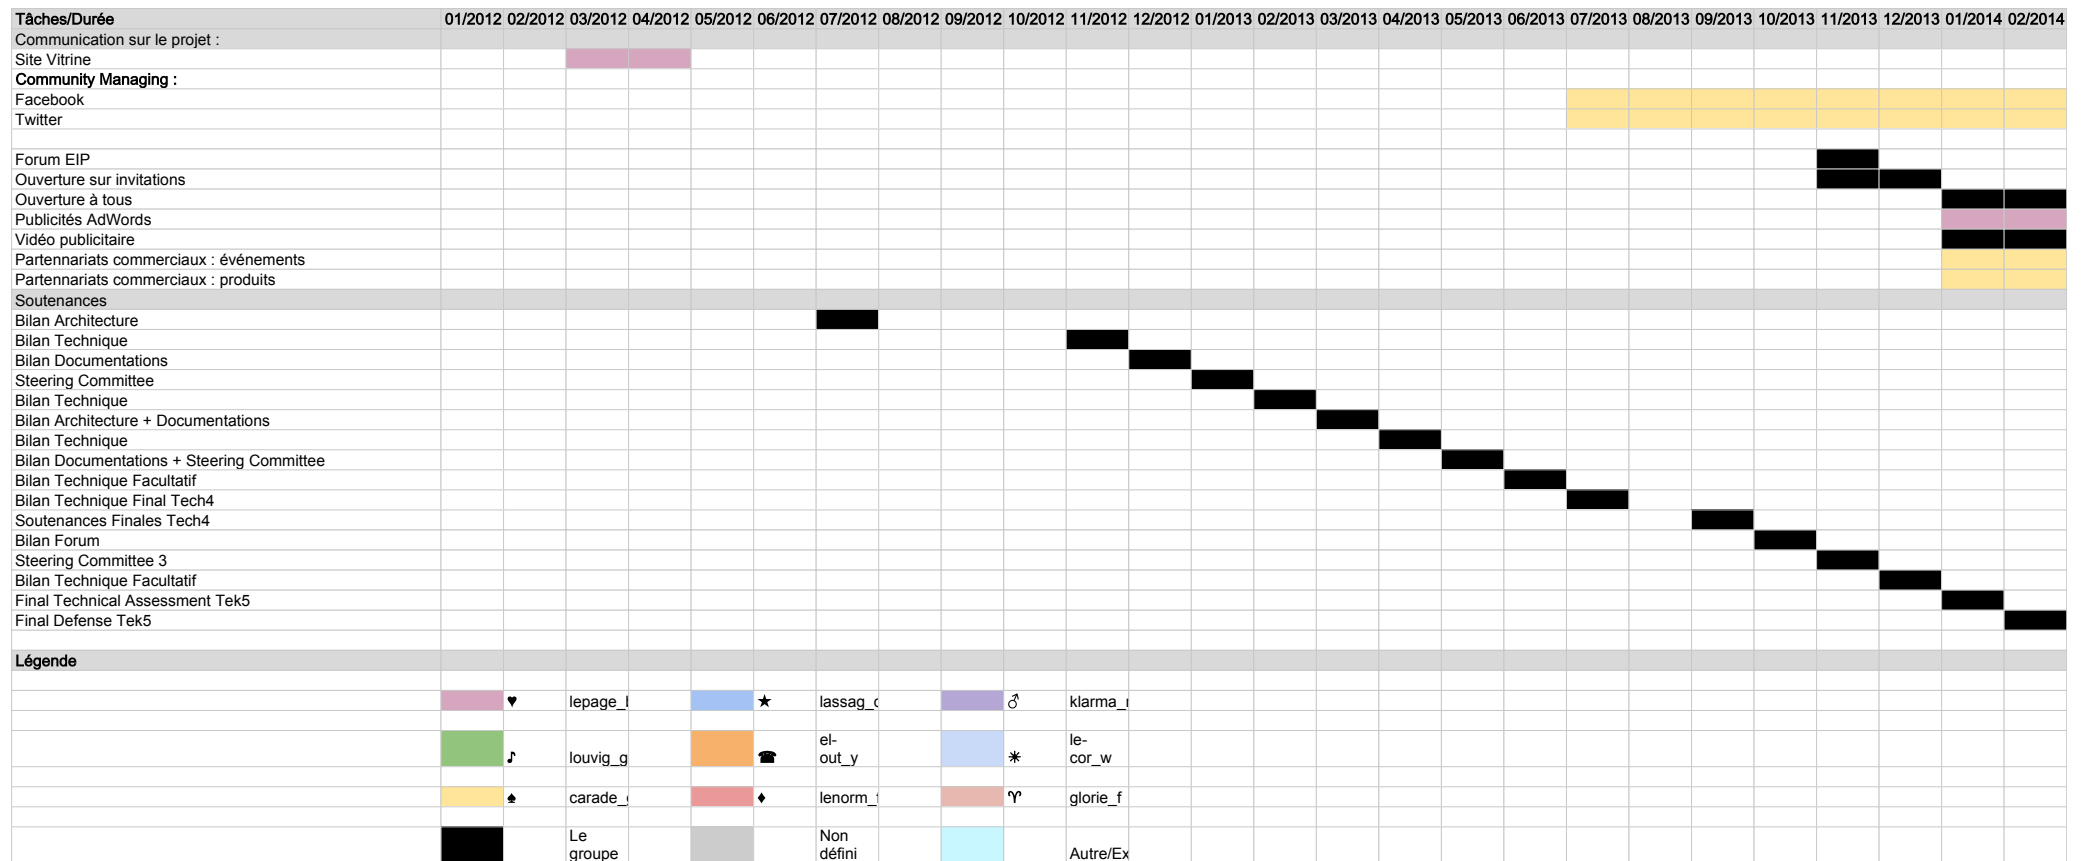 Tâches/Durée 01/2012 02/2012 03/2012 04/2012 05/2012 06/2012 07/2012 08/2012 09/2012 10/2012 11/2012 12/2012 01/2013 02/2013 03/2013 04/2013 05/2013 06/2013 07/2013 08/2013 09/2013 10/2013 11/2013 12/2013 01/2014 02/2014
Communication sur le projet :
Site Vitrine
Community Managing :
Facebook
Twitter
Forum EIP
Ouverture sur invitations
Ouverture à tous
Publicités AdWords
Vidéo publicitaire
Partennariats commerciaux : événements
Partennariats commerciaux : produits
Soutenances
Bilan Architecture
Bilan Technique
Bilan Documentations
Steering Committee
Bilan Technique
Bilan Architecture + Documentations
Bilan Technique
Bilan Documentations + Steering Committee
Bilan Technique Facultatif
Bilan Technique Final Tech4
Soutenances Finales Tech4
Bilan Forum
Steering Committee 3
Bilan Technique Facultatif
Final Technical Assessment Tek5
Final Defense Tek5
Légende
♥ lepage_ ★ lassag_ ♂ klarma_
♪ louvig_g ☎ el-out_y ✳ le-cor_w
♠ carade_ ♦ lenorm_ ♈ glorie_f
Le groupe Non défini Autre/Ex